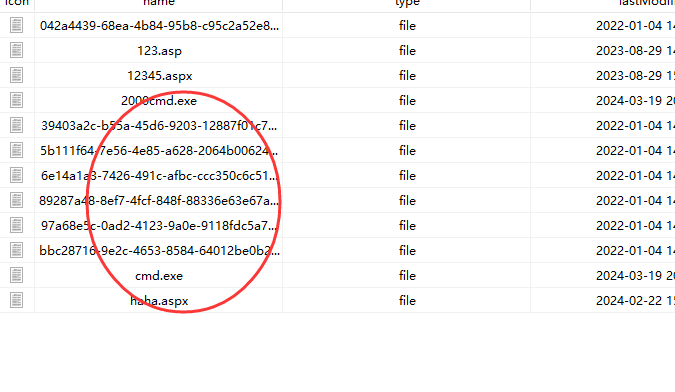 icon name type lastModifi
042a4439-68ea-4b84-95b8-c95c2a52e8... file 2022-01-04 14
123.asp file 2023-08-29 14
12345.aspx file 2023-08-29 15
2000cmd.exe file 2024-03-19 20
39403a2c-b55a-45d6-9203-12887f01c7... file 2022-01-04 14
5b111f64-7e56-4e85-a628-2064b00624... file 2022-01-04 14
6e14a1a3-7426-491c-afbc-ccc350c6c51... file 2022-01-04 14
89287a48-8ef7-4fcf-848f-88336e63e67a... file 2022-01-04 14
97a68e5c-0ad2-4123-9a0e-9118fdc5a7... file 2022-01-04 14
bbc28716-9e2c-4653-8584-64012be0b2... file 2022-01-04 14
cmd.exe file 2024-03-19 20
haha.aspx file 2024-02-22 15